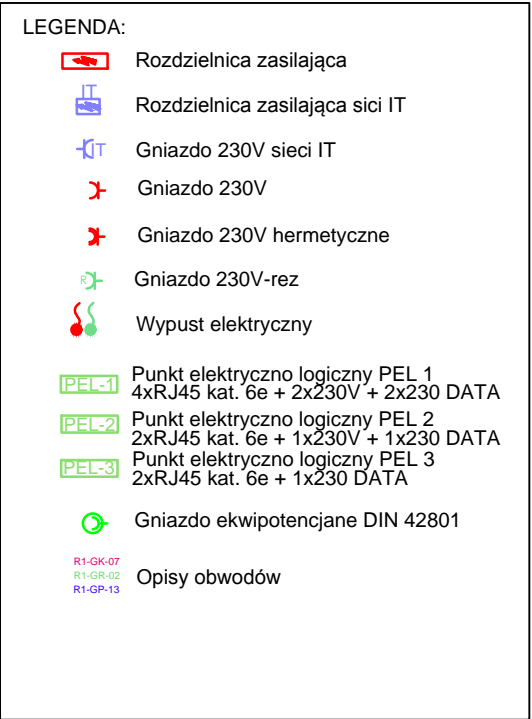 LEGENDA:
Rozdzielnica zasilająca
IT
Rozdzielnica zasilająca sici IT
IT
Gniazdo 230V sieci IT
Gniazdo 230V
Gniazdo 230V hermetyczne
R
Gniazdo 230V-rez
Wypust elektryczny
PEL-1
Punkt elektryczno logiczny PEL 1
4xRJ45 kat. 6e + 2x230V + 2x230 DATA
PEL-2
Punkt elektryczno logiczny PEL 2
2xRJ45 kat. 6e + 1x230V + 1x230 DATA
PEL-3
Punkt elektryczno logiczny PEL 3
2xRJ45 kat. 6e + 1x230 DATA
Gniazdo ekwipotencjane DIN 42801
R1-GK-07
R1-GR-02
R1-GP-13
Opisy obwodów